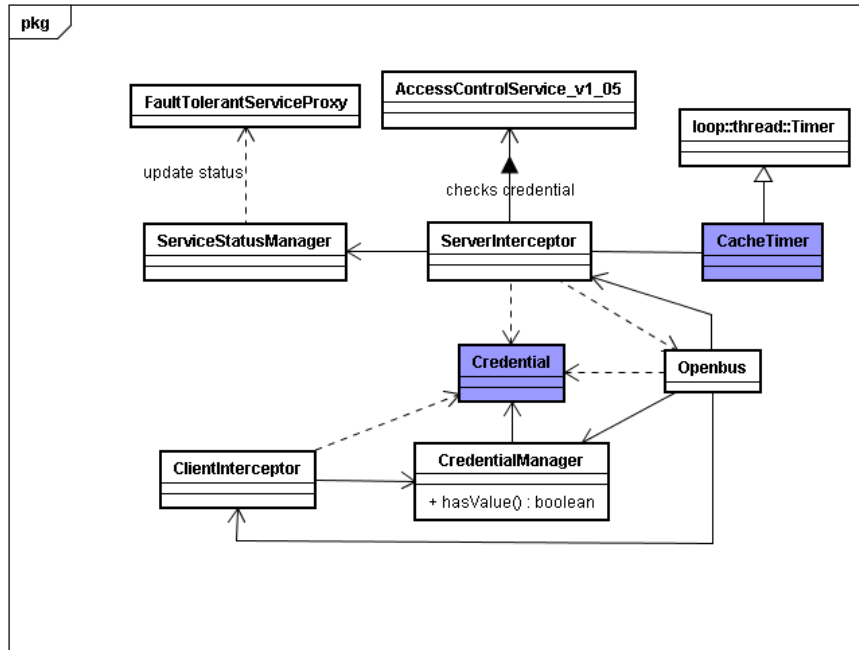 pkg
FaultTolerantServiceProxy
AccessControlService_v1_05
loop::thread::Timer
update status
checks credential
ServiceStatusManager
ServerInterceptor
CacheTimer
Credential
Openbus
ClientInterceptor
CredentialManager
+ hasValue() : boolean